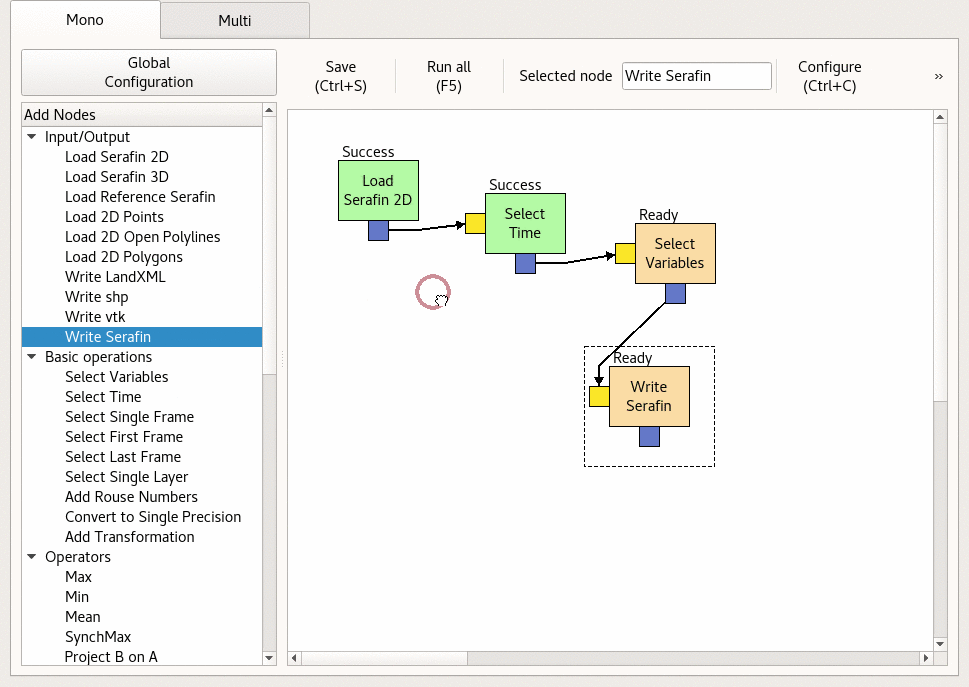 Mono
Multi
Global
Configuration
Save
(Ctrl+S)
Run all
(F5)
Selected node
Write Serafin
Configure
(Ctrl+C)
»
Add Nodes
Input/Output
Load Serafin 2D
Load Serafin 3D
Load Reference Serafin
Load 2D Points
Load 2D Open Polylines
Load 2D Polygons
Write LandXML
Write shp
Write vtk
Write Serafin
Basic operations
Select Variables
Select Time
Select Single Frame
Select First Frame
Select Last Frame
Select Single Layer
Add Rouse Numbers
Convert to Single Precision
Add Transformation
Operators
Max
Min
Mean
SynchMax
Project B on A
Success
Load
Serafin 2D
Success
Select
Time
Ready
Select
Variables
Ready
Write
Serafin